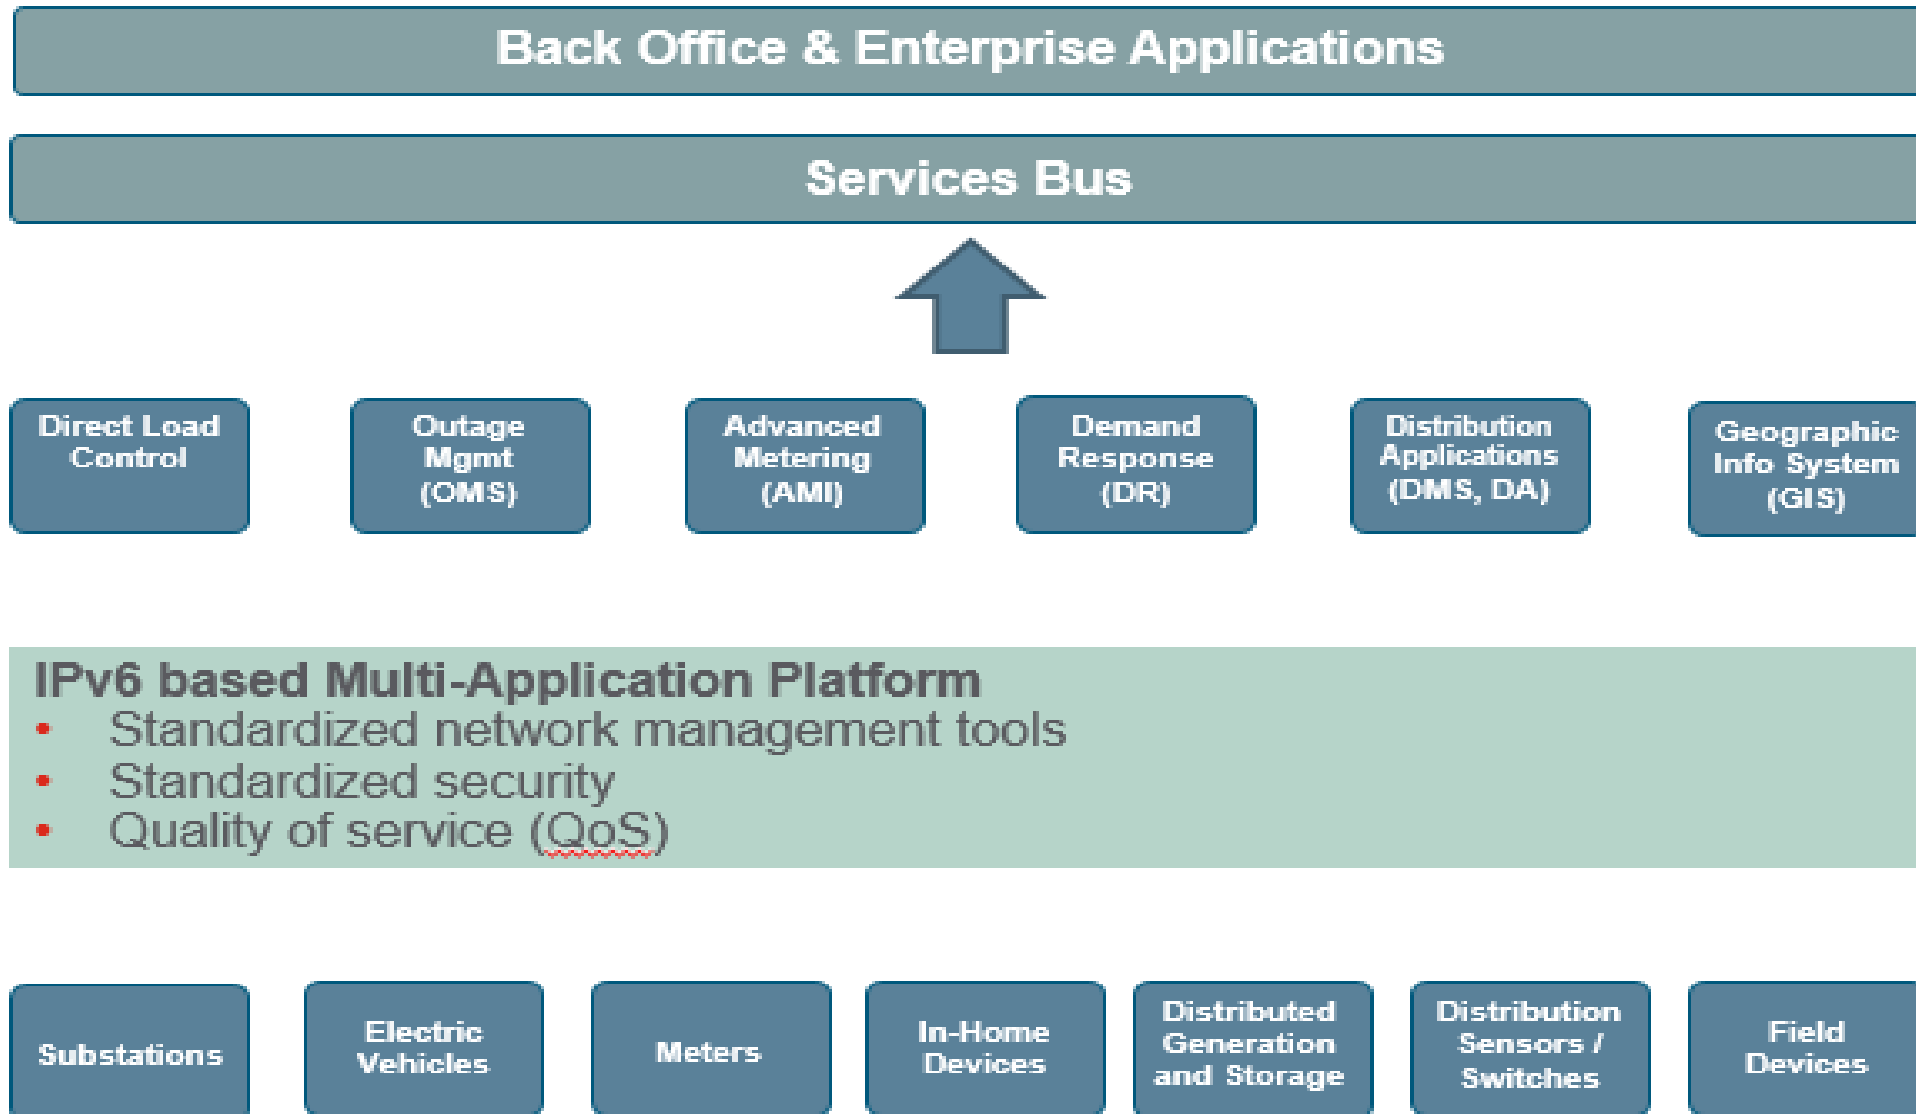 Back Office & Enterprise Applications
Services Bus
Direct Load
Control
Outage
Mgmt
(OMS)
Advanced
Metering
(AMI)
Demand
Response
(DR)
Distribution
Applications
(DMS, DA)
Geographic
Info System
(GIS)
IPv6 based Multi-Application Platform
• Standardized network management tools
• Standardized security
• Quality of service (QoS)
Substations
Electric
Vehicles
Meters
In-Home
Devices
Distributed
Generation
and Storage
Distribution
Sensors /
Switches
Field
Devices